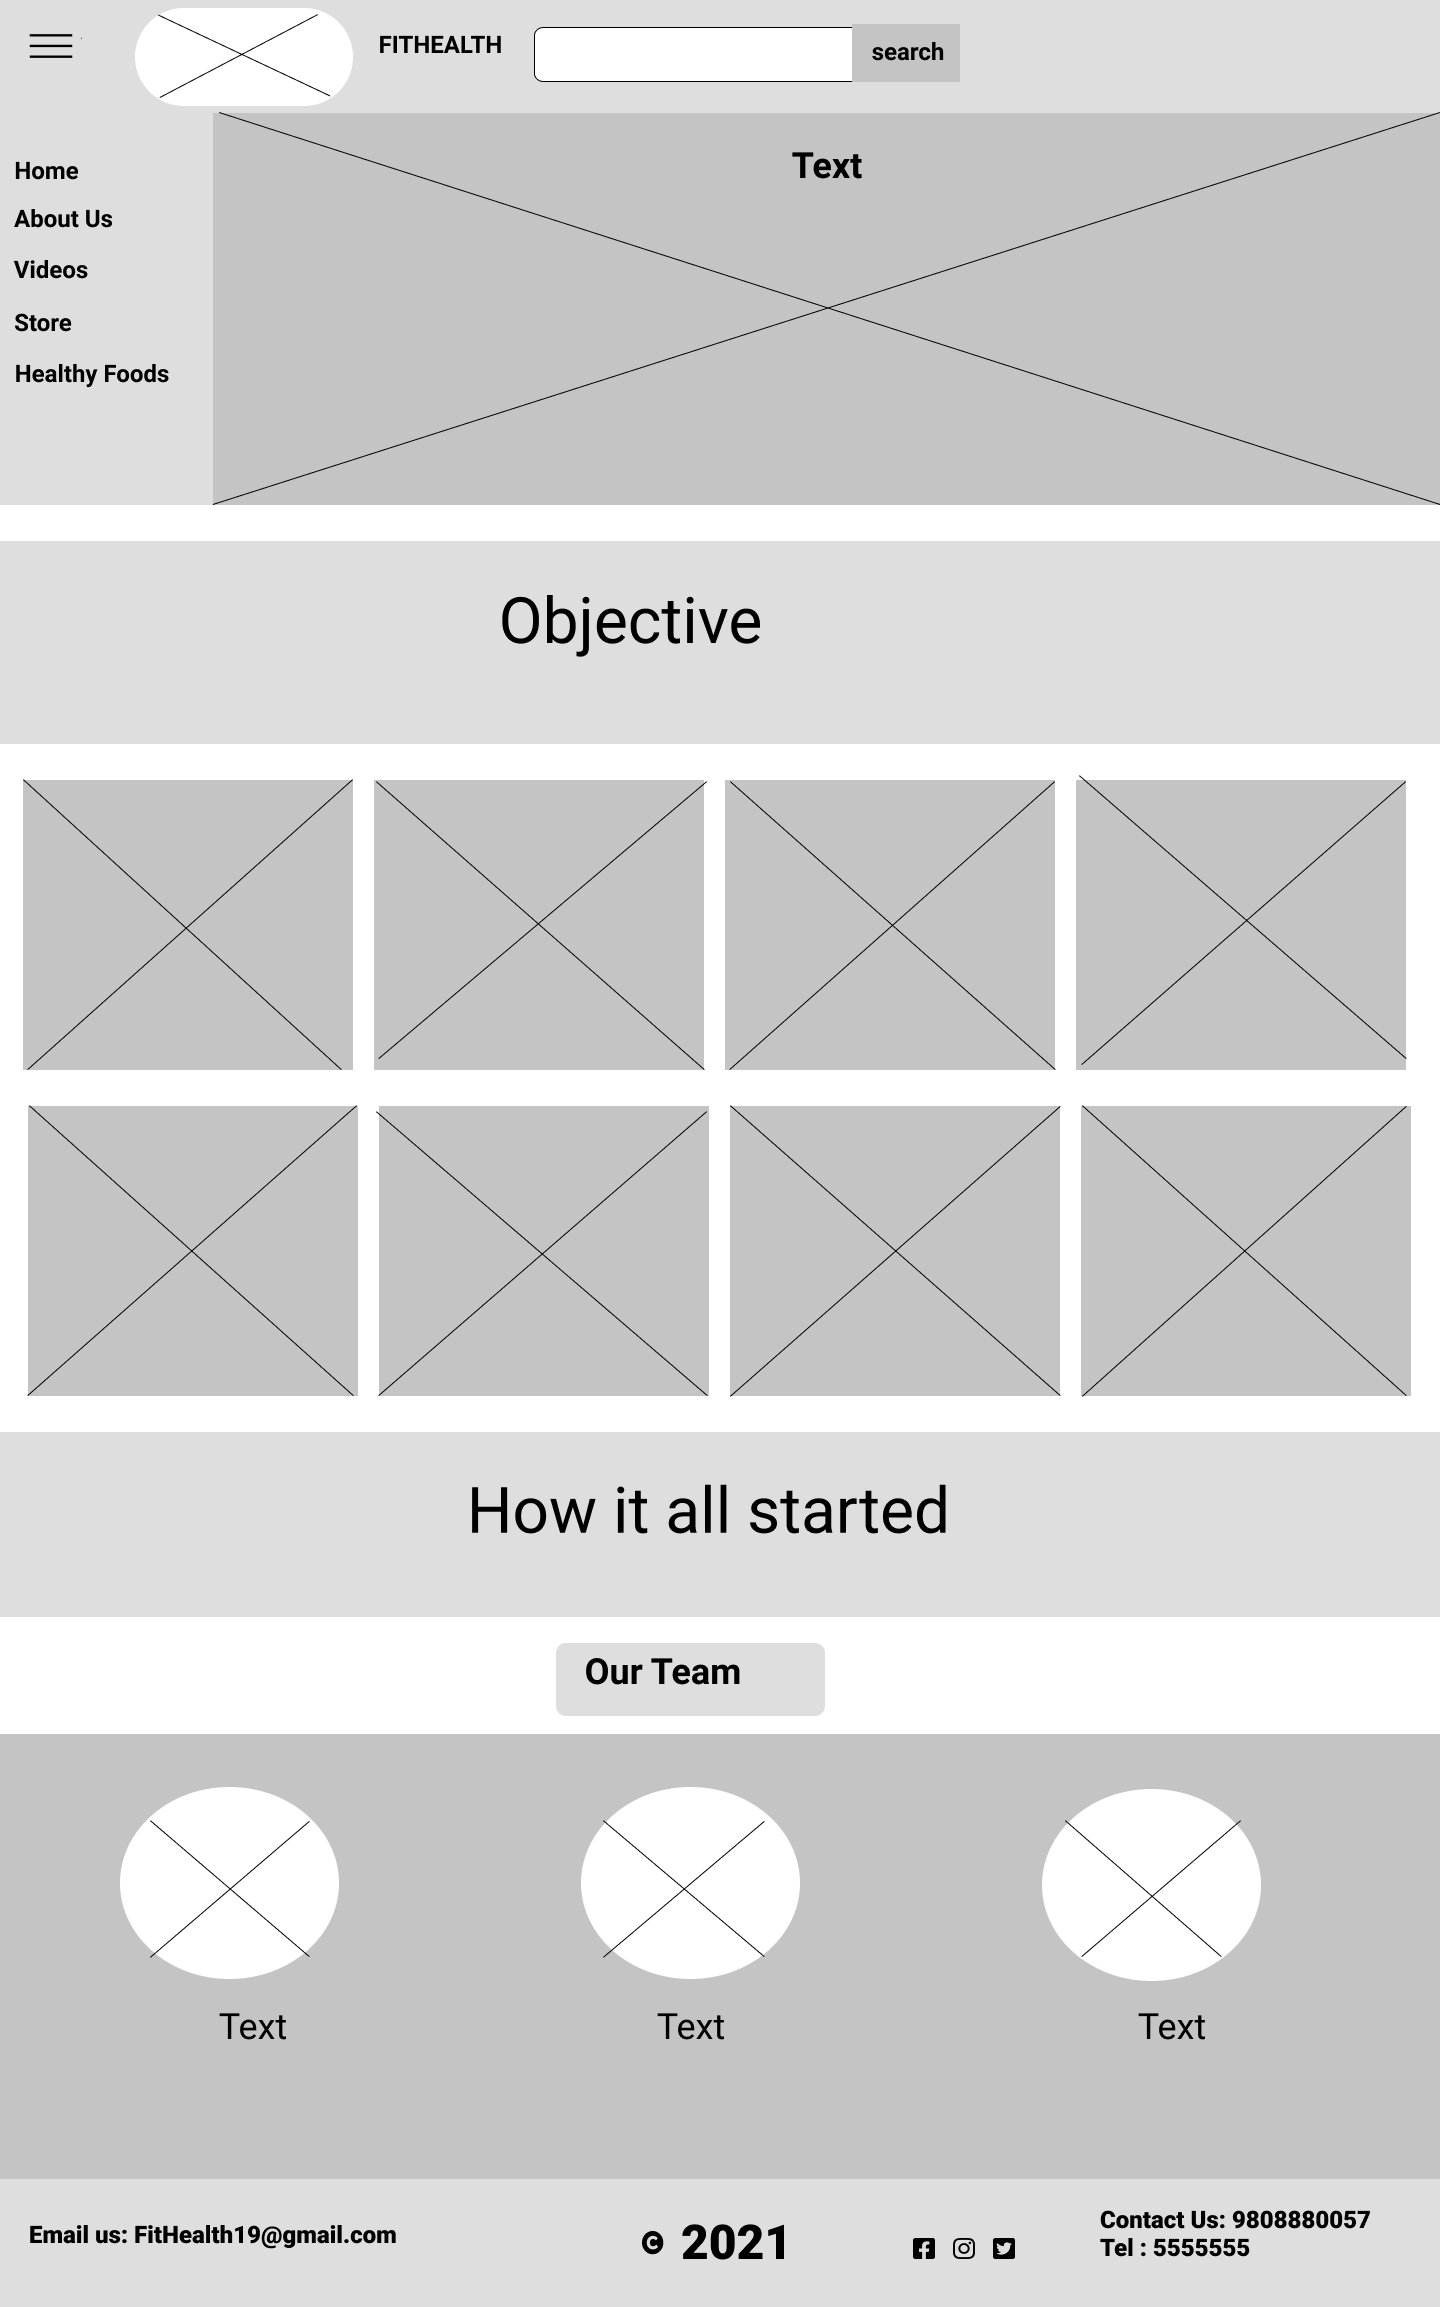 FITHEALTH
search
Home
About Us
Videos
Store
Healthy Foods
Text
Objective
How it all started
Our Team
Text
Text
Text
Email us: FitHealth19@gmail.com
© 2021
Contact Us: 9808880057
Tel : 5555555